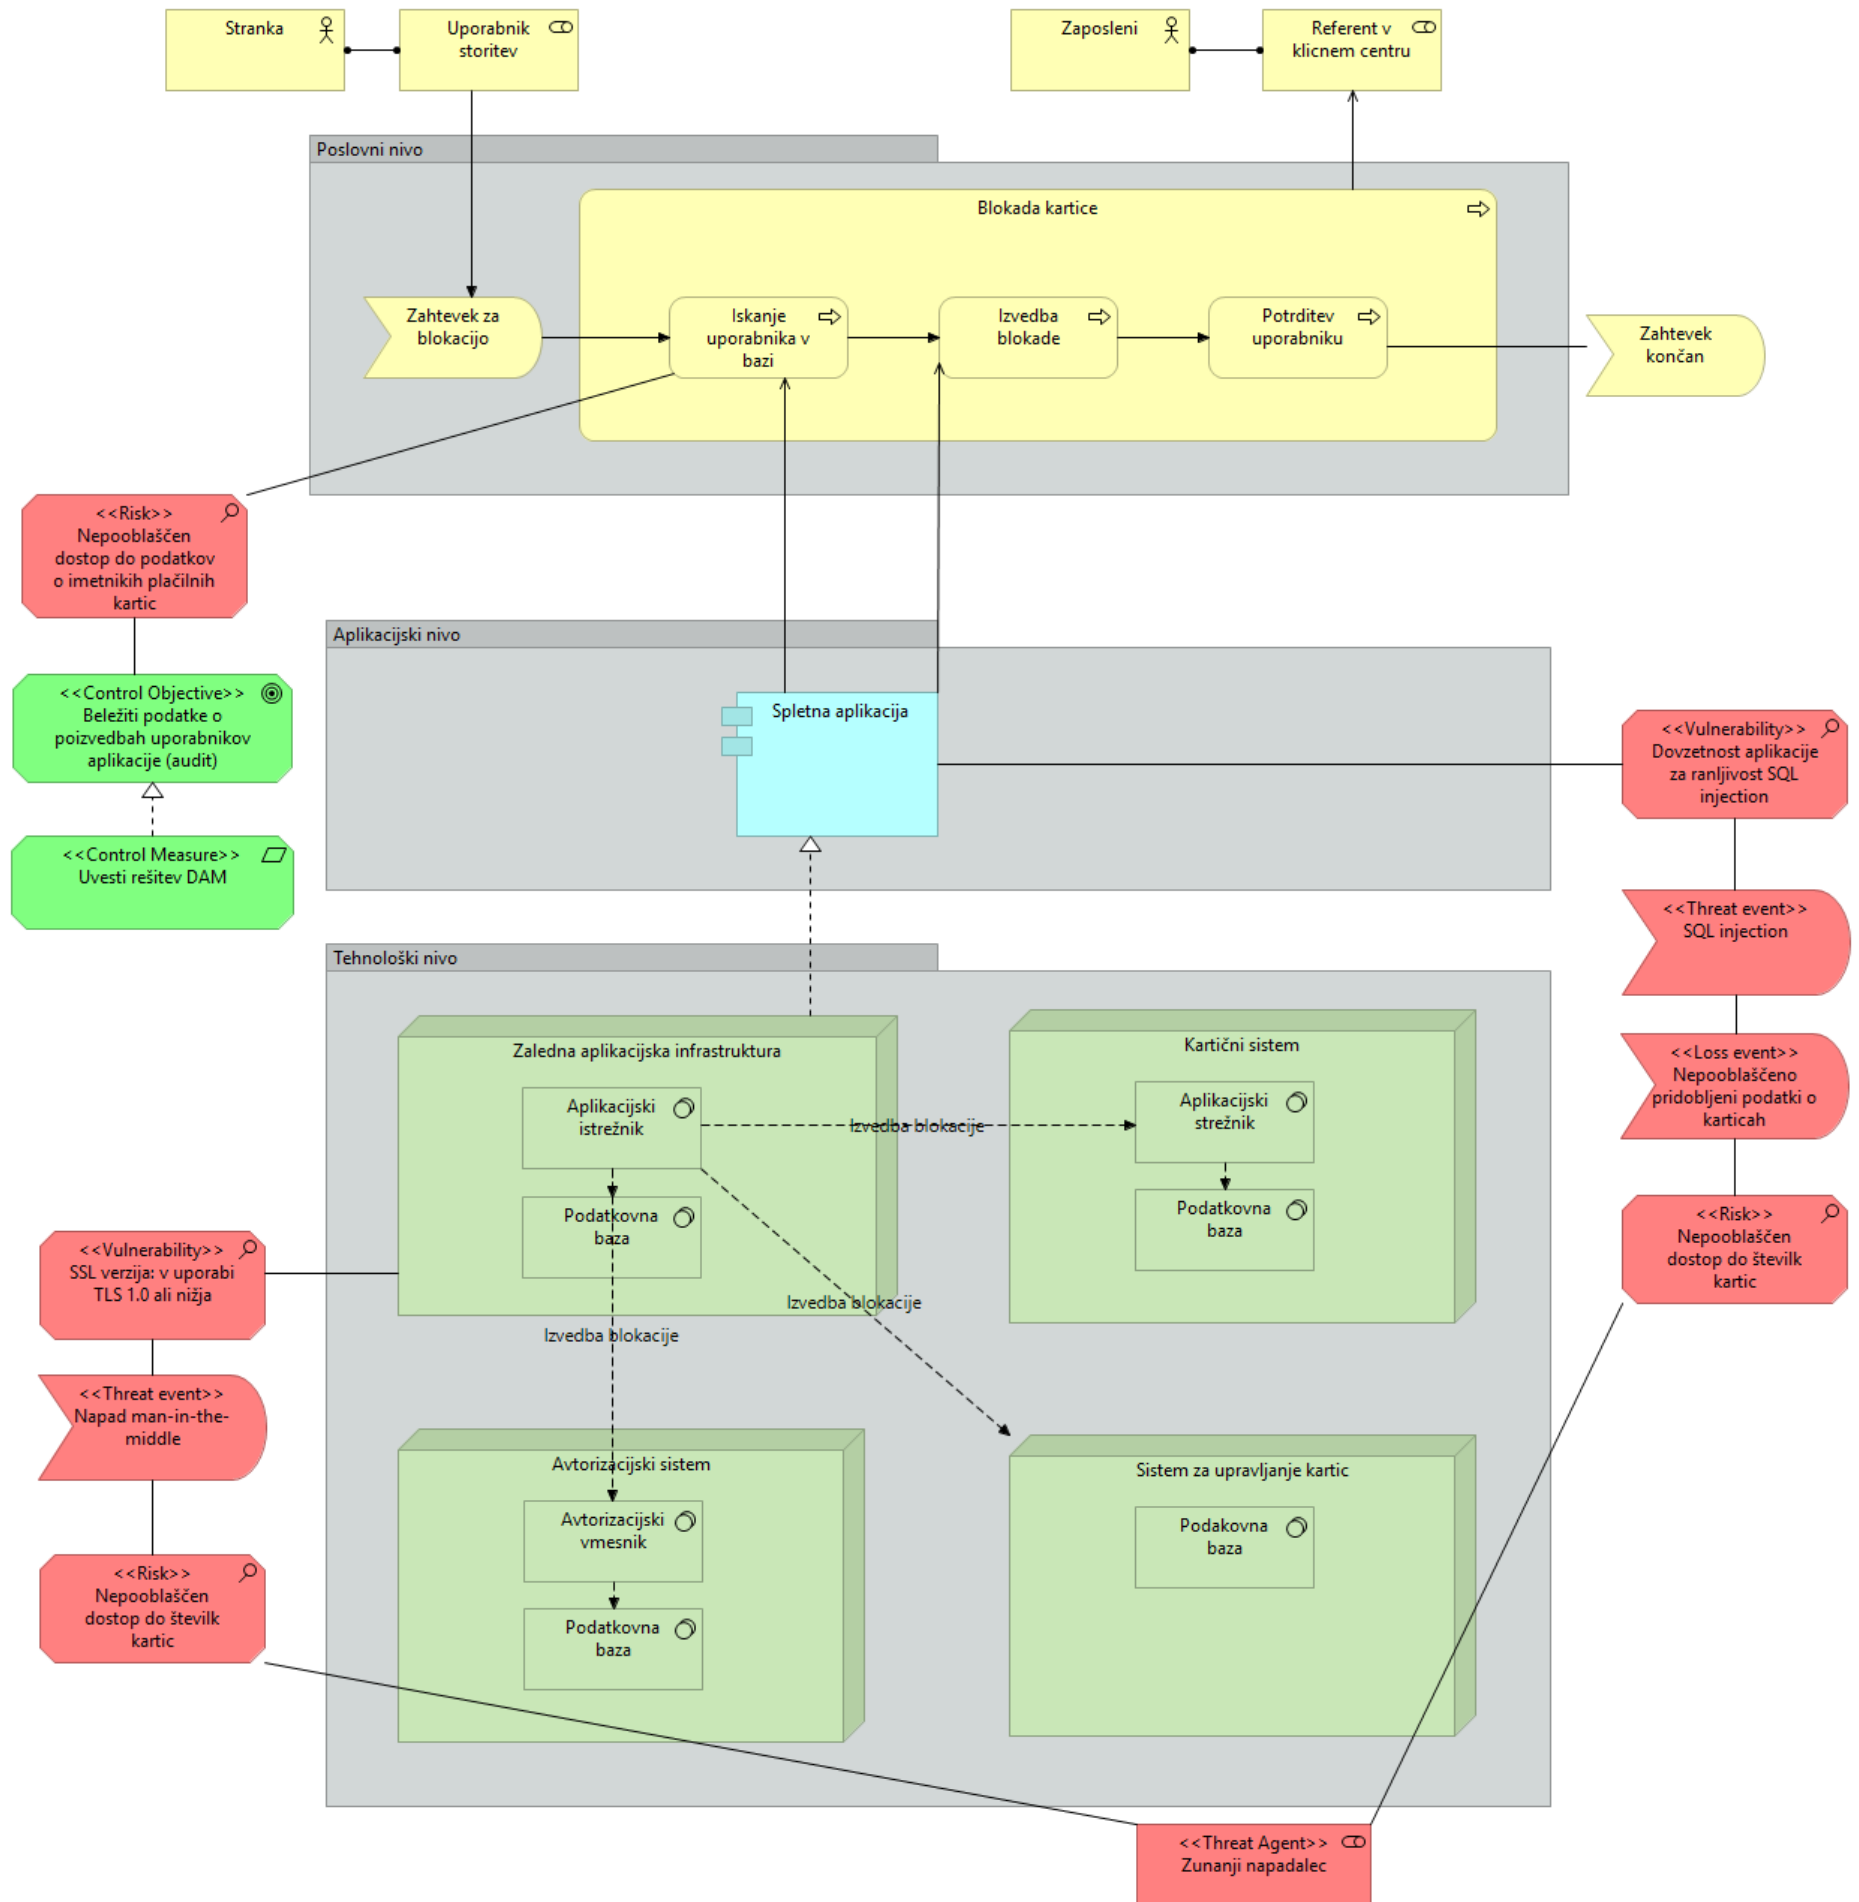 Stranka
Uporabnik
storitev
Zaposleni
Referent v
klicnem centru
Poslovni nivo
Blokada kartice
Zahtevek za
blokacijo
Iskanje
uporabnika v
bazi
Izvedba
blokade
Potrditev
uporabniku
Zahtevek
končan
<<Risk>>
Nepooblaščen
dostop do podatkov
o imetnikih plačilnih
kartic
Aplikacijski nivo
<<Control Objective>>
Beležiti podatke o
poizvedbah uporabnikov
aplikacije (audit)
Spletna aplikacija
<<Vulnerability>>
Dovzetnost aplikacije
za ranljivost SQL
injection
<<Control Measure>>
Uvesti rešitev DAM
<<Threat event>>
SQL injection
Tehnološki nivo
Zaledna aplikacijska infrastruktura
Kartični sistem
<<Loss event>>
Nepooblaščeno
pridobljeni podatki o
karticah
Aplikacijski
istrežnik
Izvedba blokacije
Aplikacijski
strežnik
Podatkovna
baza
Podatkovna
baza
<<Risk>>
Nepooblaščen
dostop do številk
kartic
<<Vulnerability>>
SSL verzija: v uporabi
TLS 1.0 ali nižja
Izvedba blokacije
Izvedba blokacije
<<Threat event>>
Napad man-in-the-
middle
Avtorizacijski sistem
Sistem za upravljanje kartic
Avtorizacijski
vmesnik
Podakovna
baza
<<Risk>>
Nepooblaščen
dostop do številk
kartic
Podatkovna
baza
<<Threat Agent>>
Zunanji napadalec